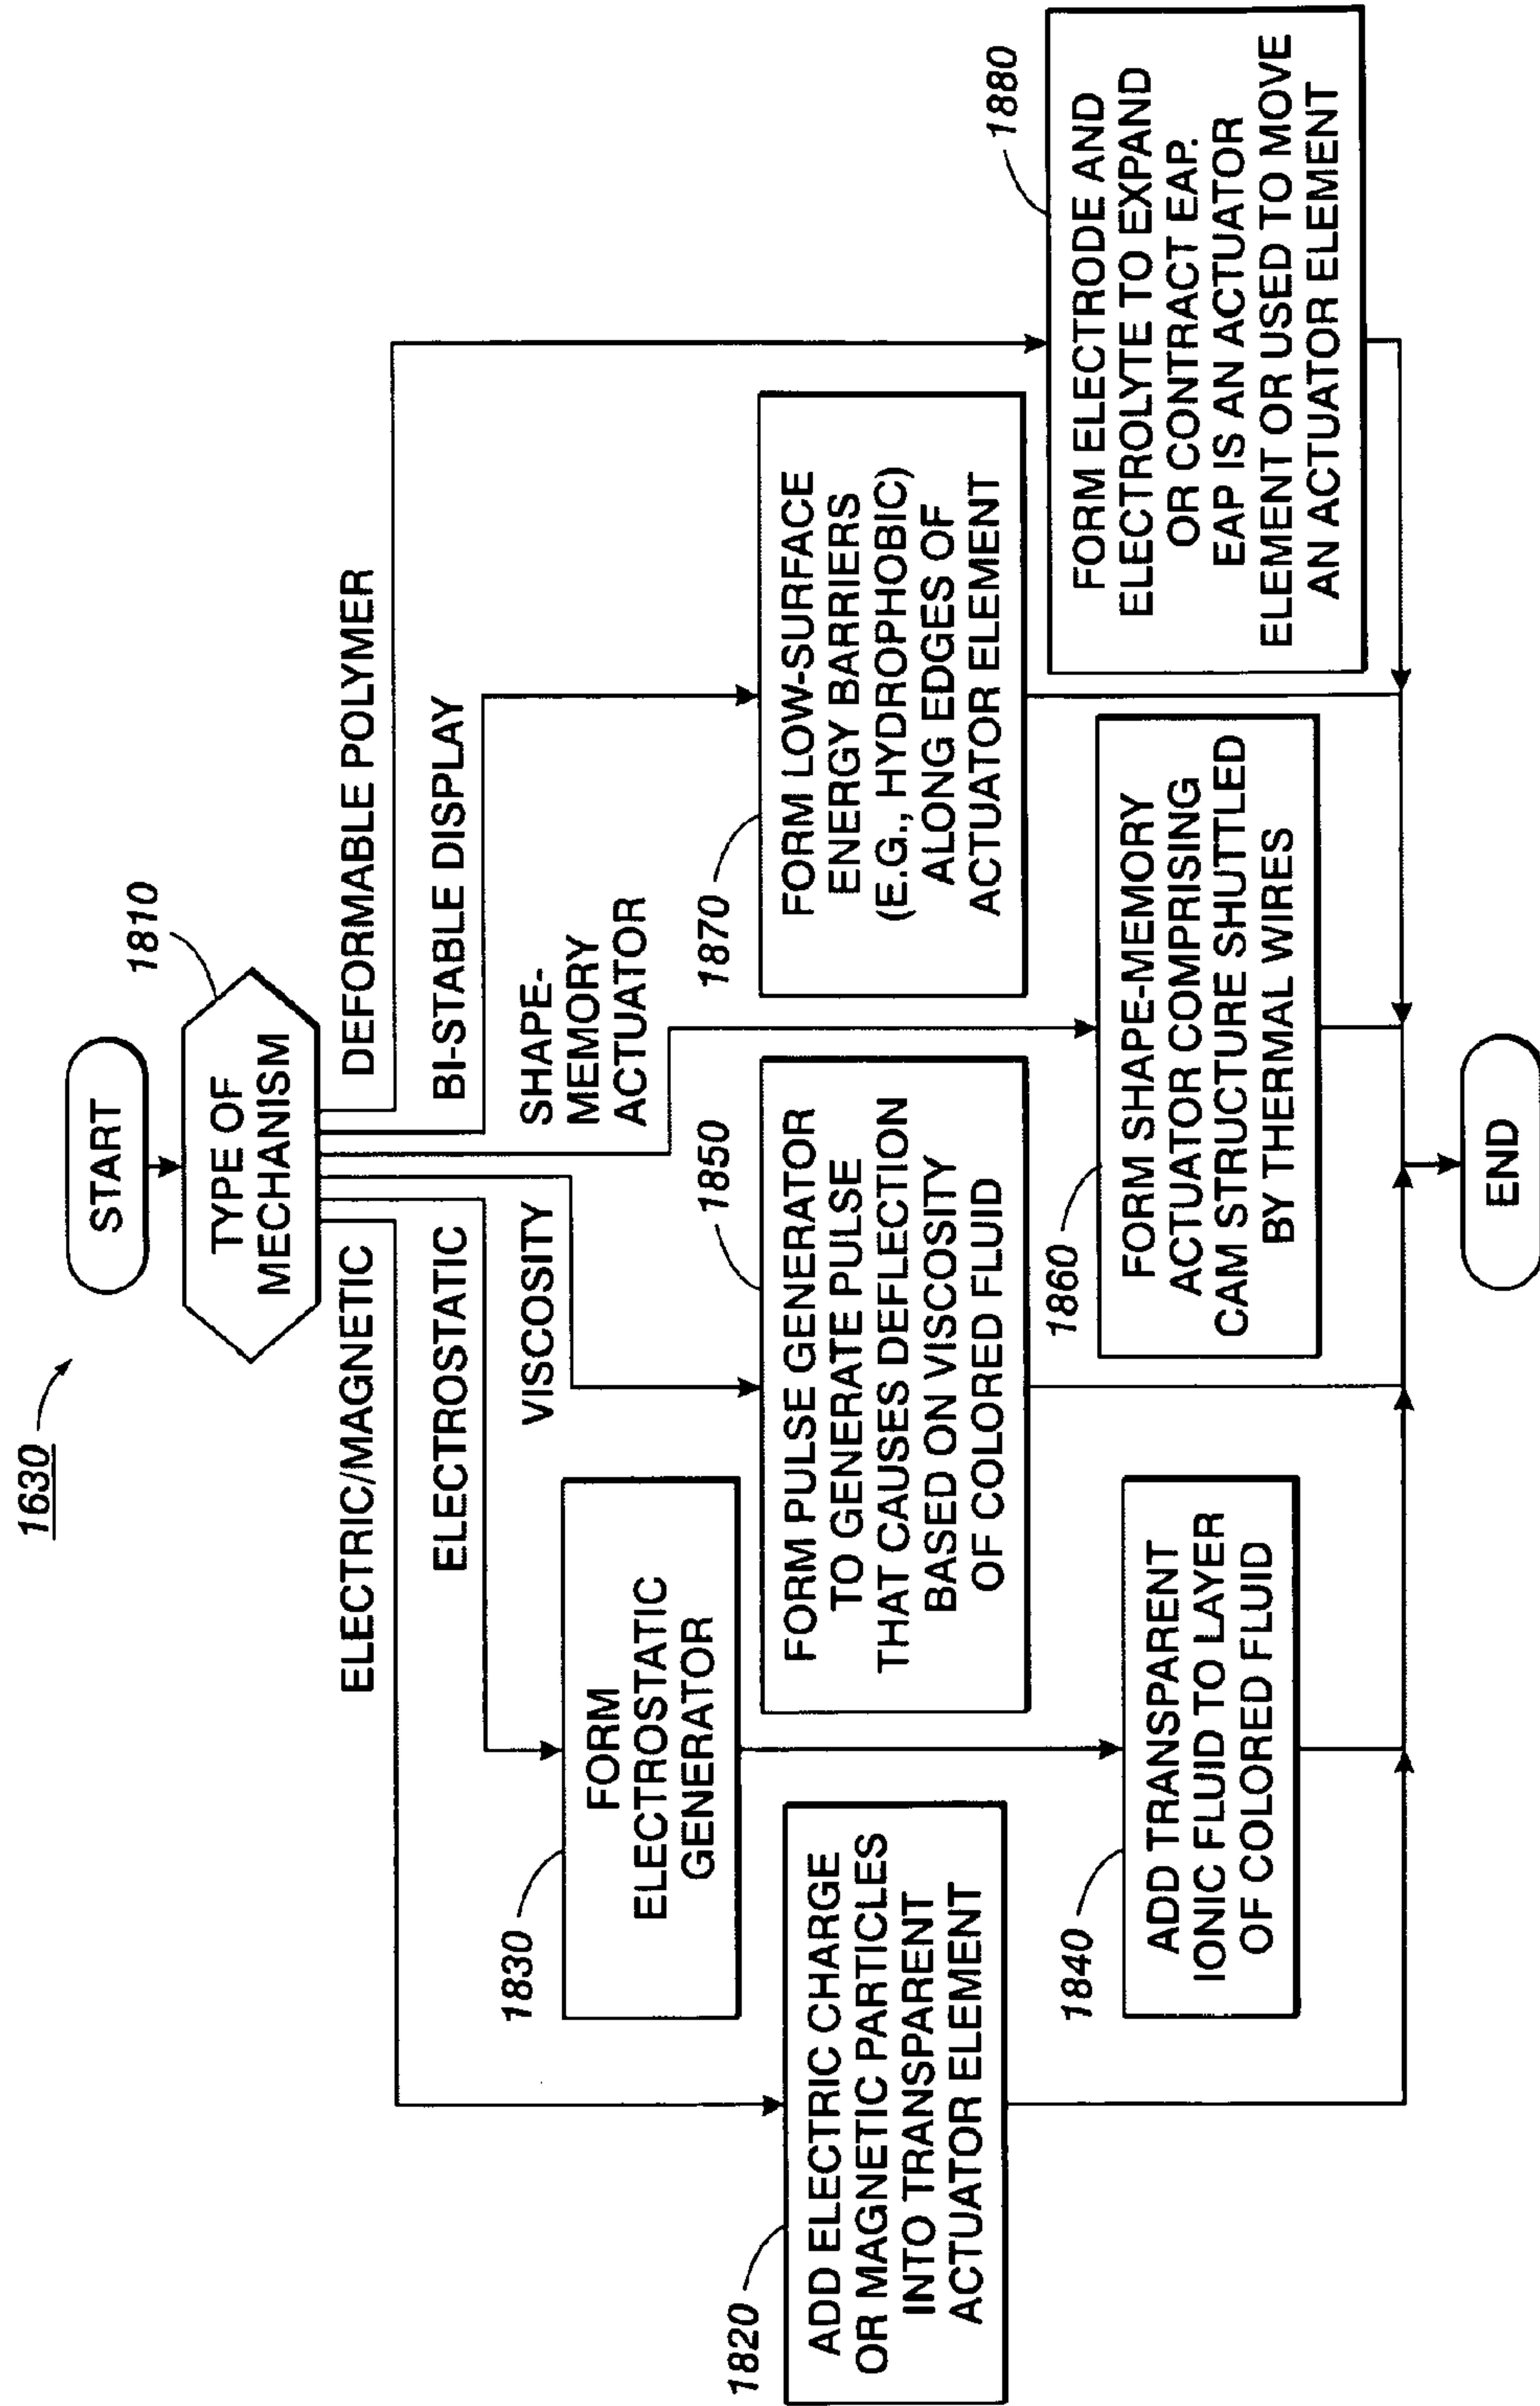 1630
START
1810
TYPE OF
MECHANISM
ELECTRIC/MAGNETIC
ELECTROSTATIC
VISCOSITY
SHAPE-
MEMORY
ACTUATOR
BI-STABLE DISPLAY
DEFORMABLE POLYMER
1820
ADD ELECTRIC CHARGE
OR MAGNETIC PARTICLES
INTO TRANSPARENT
ACTUATOR ELEMENT
1830
FORM
ELECTROSTATIC
GENERATOR
1840
ADD TRANSPARENT
IONIC FLUID TO LAYER
OF COLORED FLUID
1850
FORM PULSE GENERATOR
TO GENERATE PULSE
THAT CAUSES DEFLECTION
BASED ON VISCOSITY
OF COLORED FLUID
1860
FORM SHAPE-MEMORY
ACTUATOR COMPRISING
CAM STRUCTURE SHUTTLED
BY THERMAL WIRES
1870
FORM LOW-SURFACE
ENERGY BARRIERS
(E.G., HYDROPHOBIC)
ALONG EDGES OF
ACTUATOR ELEMENT
1880
FORM ELECTRODE AND
ELECTROLYTE TO EXPAND
OR CONTRACT EAP.
EAP IS AN ACTUATOR
ELEMENT OR USED TO MOVE
AN ACTUATOR ELEMENT
END